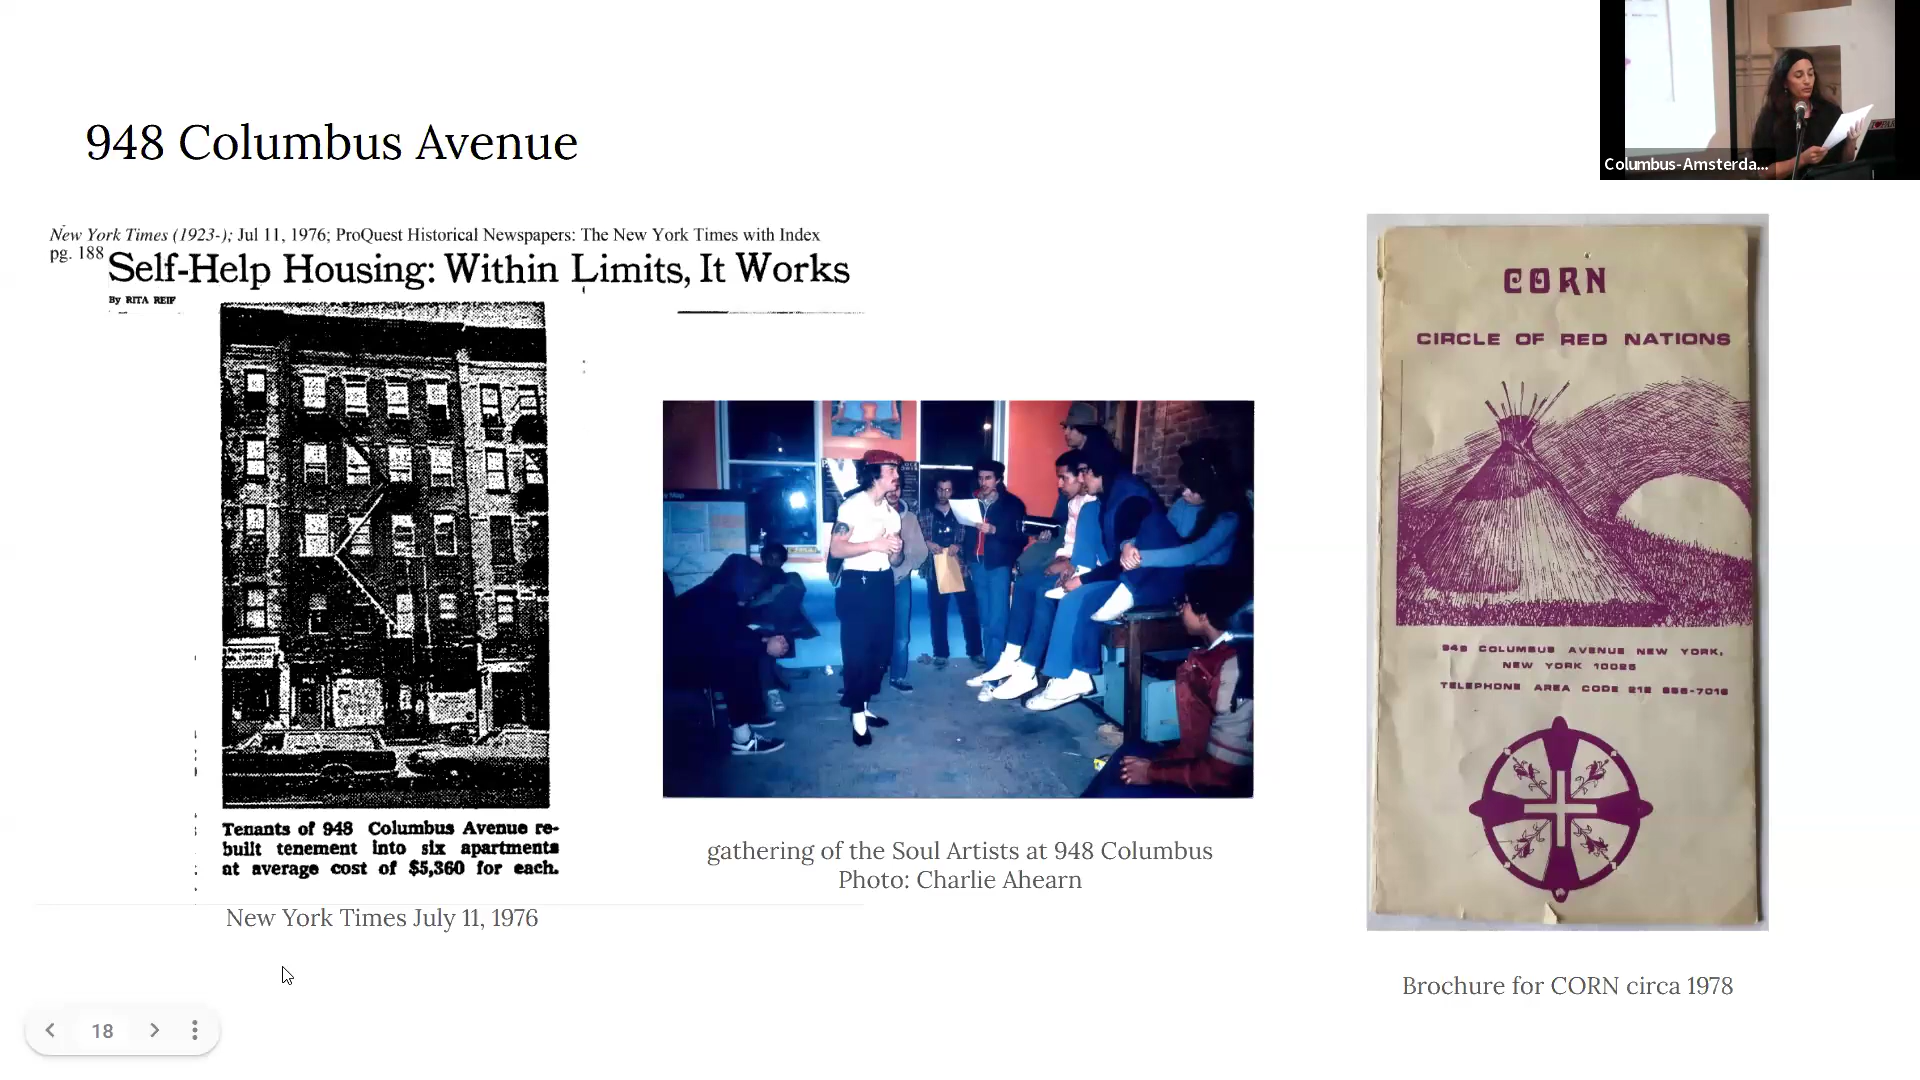 948 Columbus Avenue
Columbus-Amsterda...
New York Times (1923-); Jul 11, 1976; ProQuest Historical Newspapers: The New York Times with Index
pg. 188
Self-Help Housing: Within Limits, It Works
By RITA REIF
Tenants of 948 Columbus Avenue re-
built tenement into six apartments
at average cost of $5,360 for each.
New York Times July 11, 1976
gathering of the Soul Artists at 948 Columbus
Photo: Charlie Ahearn
CORN
CIRCLE OF RED NATIONS
948 COLUMBUS AVENUE NEW YORK,
NEW YORK 10025
TELEPHONE AREA CODE 212
Brochure for CORN circa 1978
18